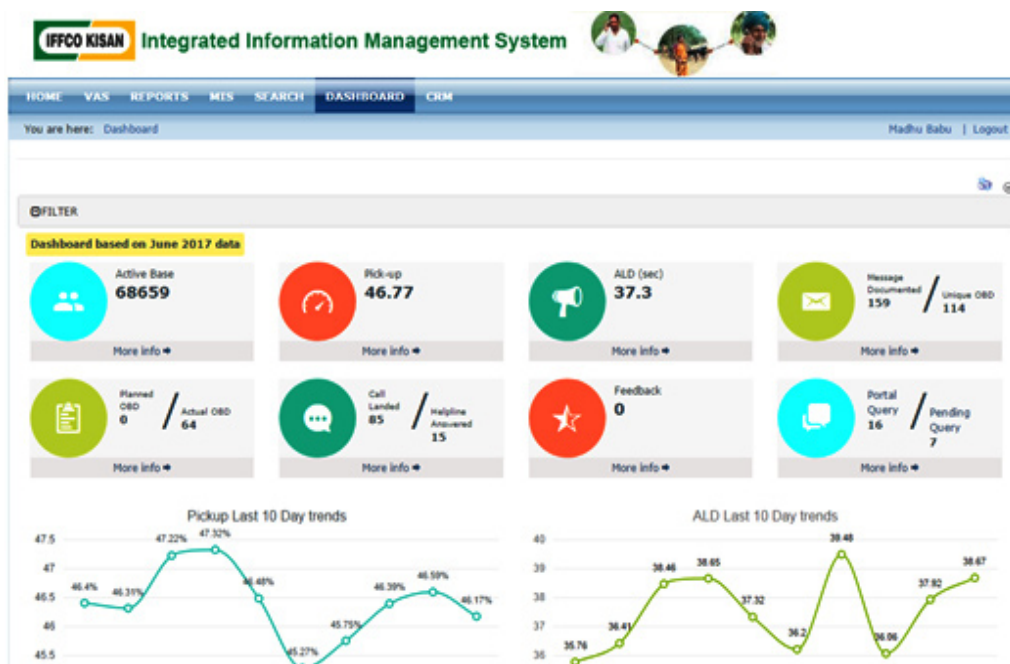 IFFCO KISAN Integrated Information Management System
HOME VAS REPORTS MIS SEARCH DASHBOARD CRM
You are here: Dashboard
Madhu Babu | Logout
FILTER
Dashboard based on June 2017 data
Active Base
68659
More info
Pick-up
46.77
More info
ALD (sec)
37.3
More info
Message
Documented
159
/ Unique OBD
114
More info
Planned
OBD
0
/ Actual OBD
64
More info
Call
Landed
85
/ Helpline
Answered
15
More info
Feedback
0
More info
Portal
Query
16
/ Pending
Query
7
More info
Pickup Last 10 Day trends
47.5
47
46.5
46
45.5
46.4%
46.31%
47.22%
47.32%
46.48%
45.27%
45.75%
46.39%
46.59%
46.17%
ALD Last 10 Day trends
40
39
38
37
36
35.76
36.41
38.46
38.65
37.32
36.2
39.48
36.06
37.92
38.67